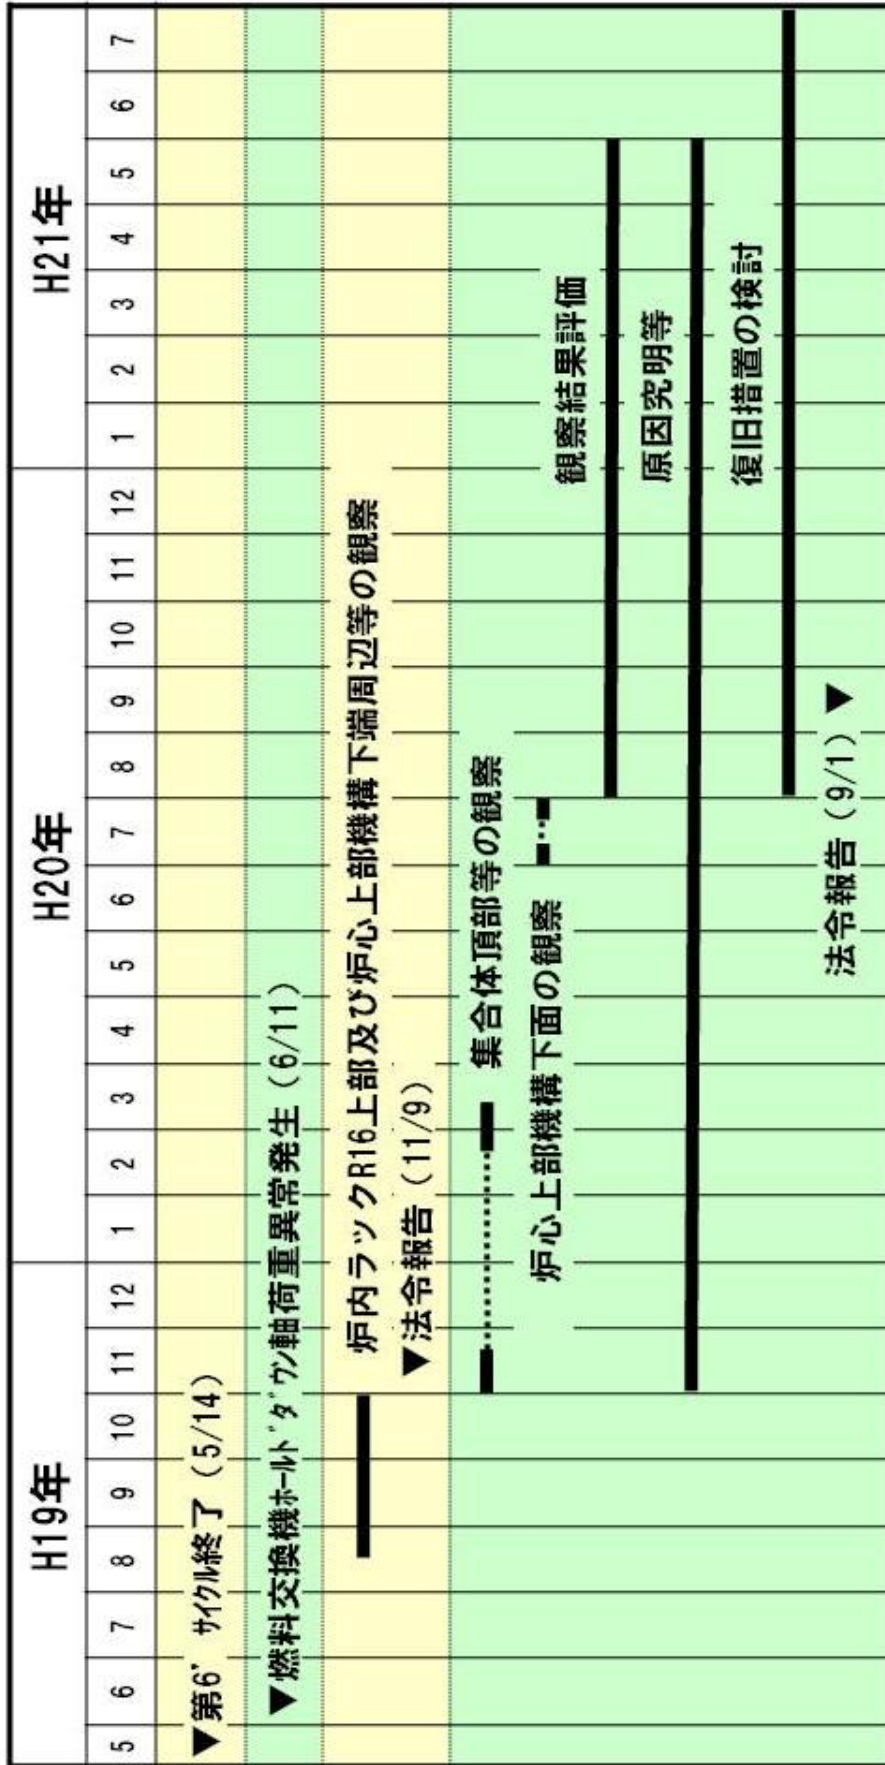 H19年 H20年 H21年
5 6 7 8 9 10 11 12 1 2 3 4 5 6 7 8 9 10 11 12 1 2 3 4 5 6 7
▼第6’サイクル終了(5/14)
▼燃料交換機ホールドダウン軸荷重異常発生(6/11)
炉内ラックR16上部及び炉心上部機構下端周辺等の観察
▼法令報告(11/9)
集合体頂部等の観察
炉心上部機構下面の観察
観察結果評価
原因究明等
復旧措置の検討
法令報告(9/1)▼